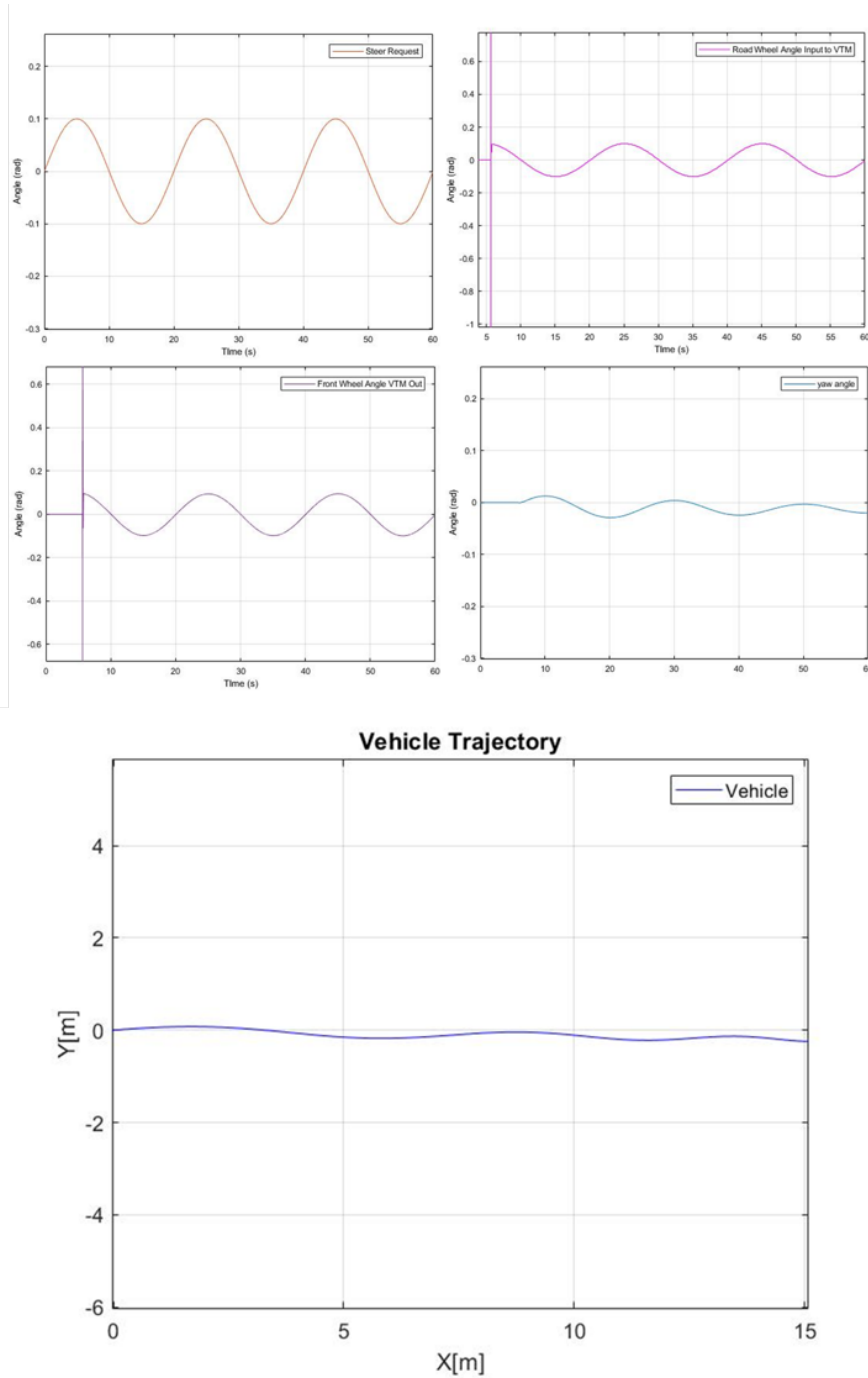 Steer Request
0.2
0.1
0
-0.1
-0.2
-0.3
Angle (rad)
0 10 20 30 40 50 60
TIme (s)
Road Wheel Angle Input to VTM
0.6
0.4
0.2
0
-0.2
-0.4
-0.6
-0.8
-1
Angle (rad)
5 10 15 20 25 30 35 40 45 50 55 60
TIme (s)
Front Wheel Angle VTM Out
0.6
0.4
0.2
0
-0.2
-0.4
-0.6
Angle (rad)
0 10 20 30 40 50 60
TIme (s)
yaw angle
0.2
0.1
0
-0.1
-0.2
-0.3
Angle (rad)
0 10 20 30 40 50 60
Vehicle Trajectory
Vehicle
4
2
0
-2
-4
-6
Y[m]
0 5 10 15
X[m]